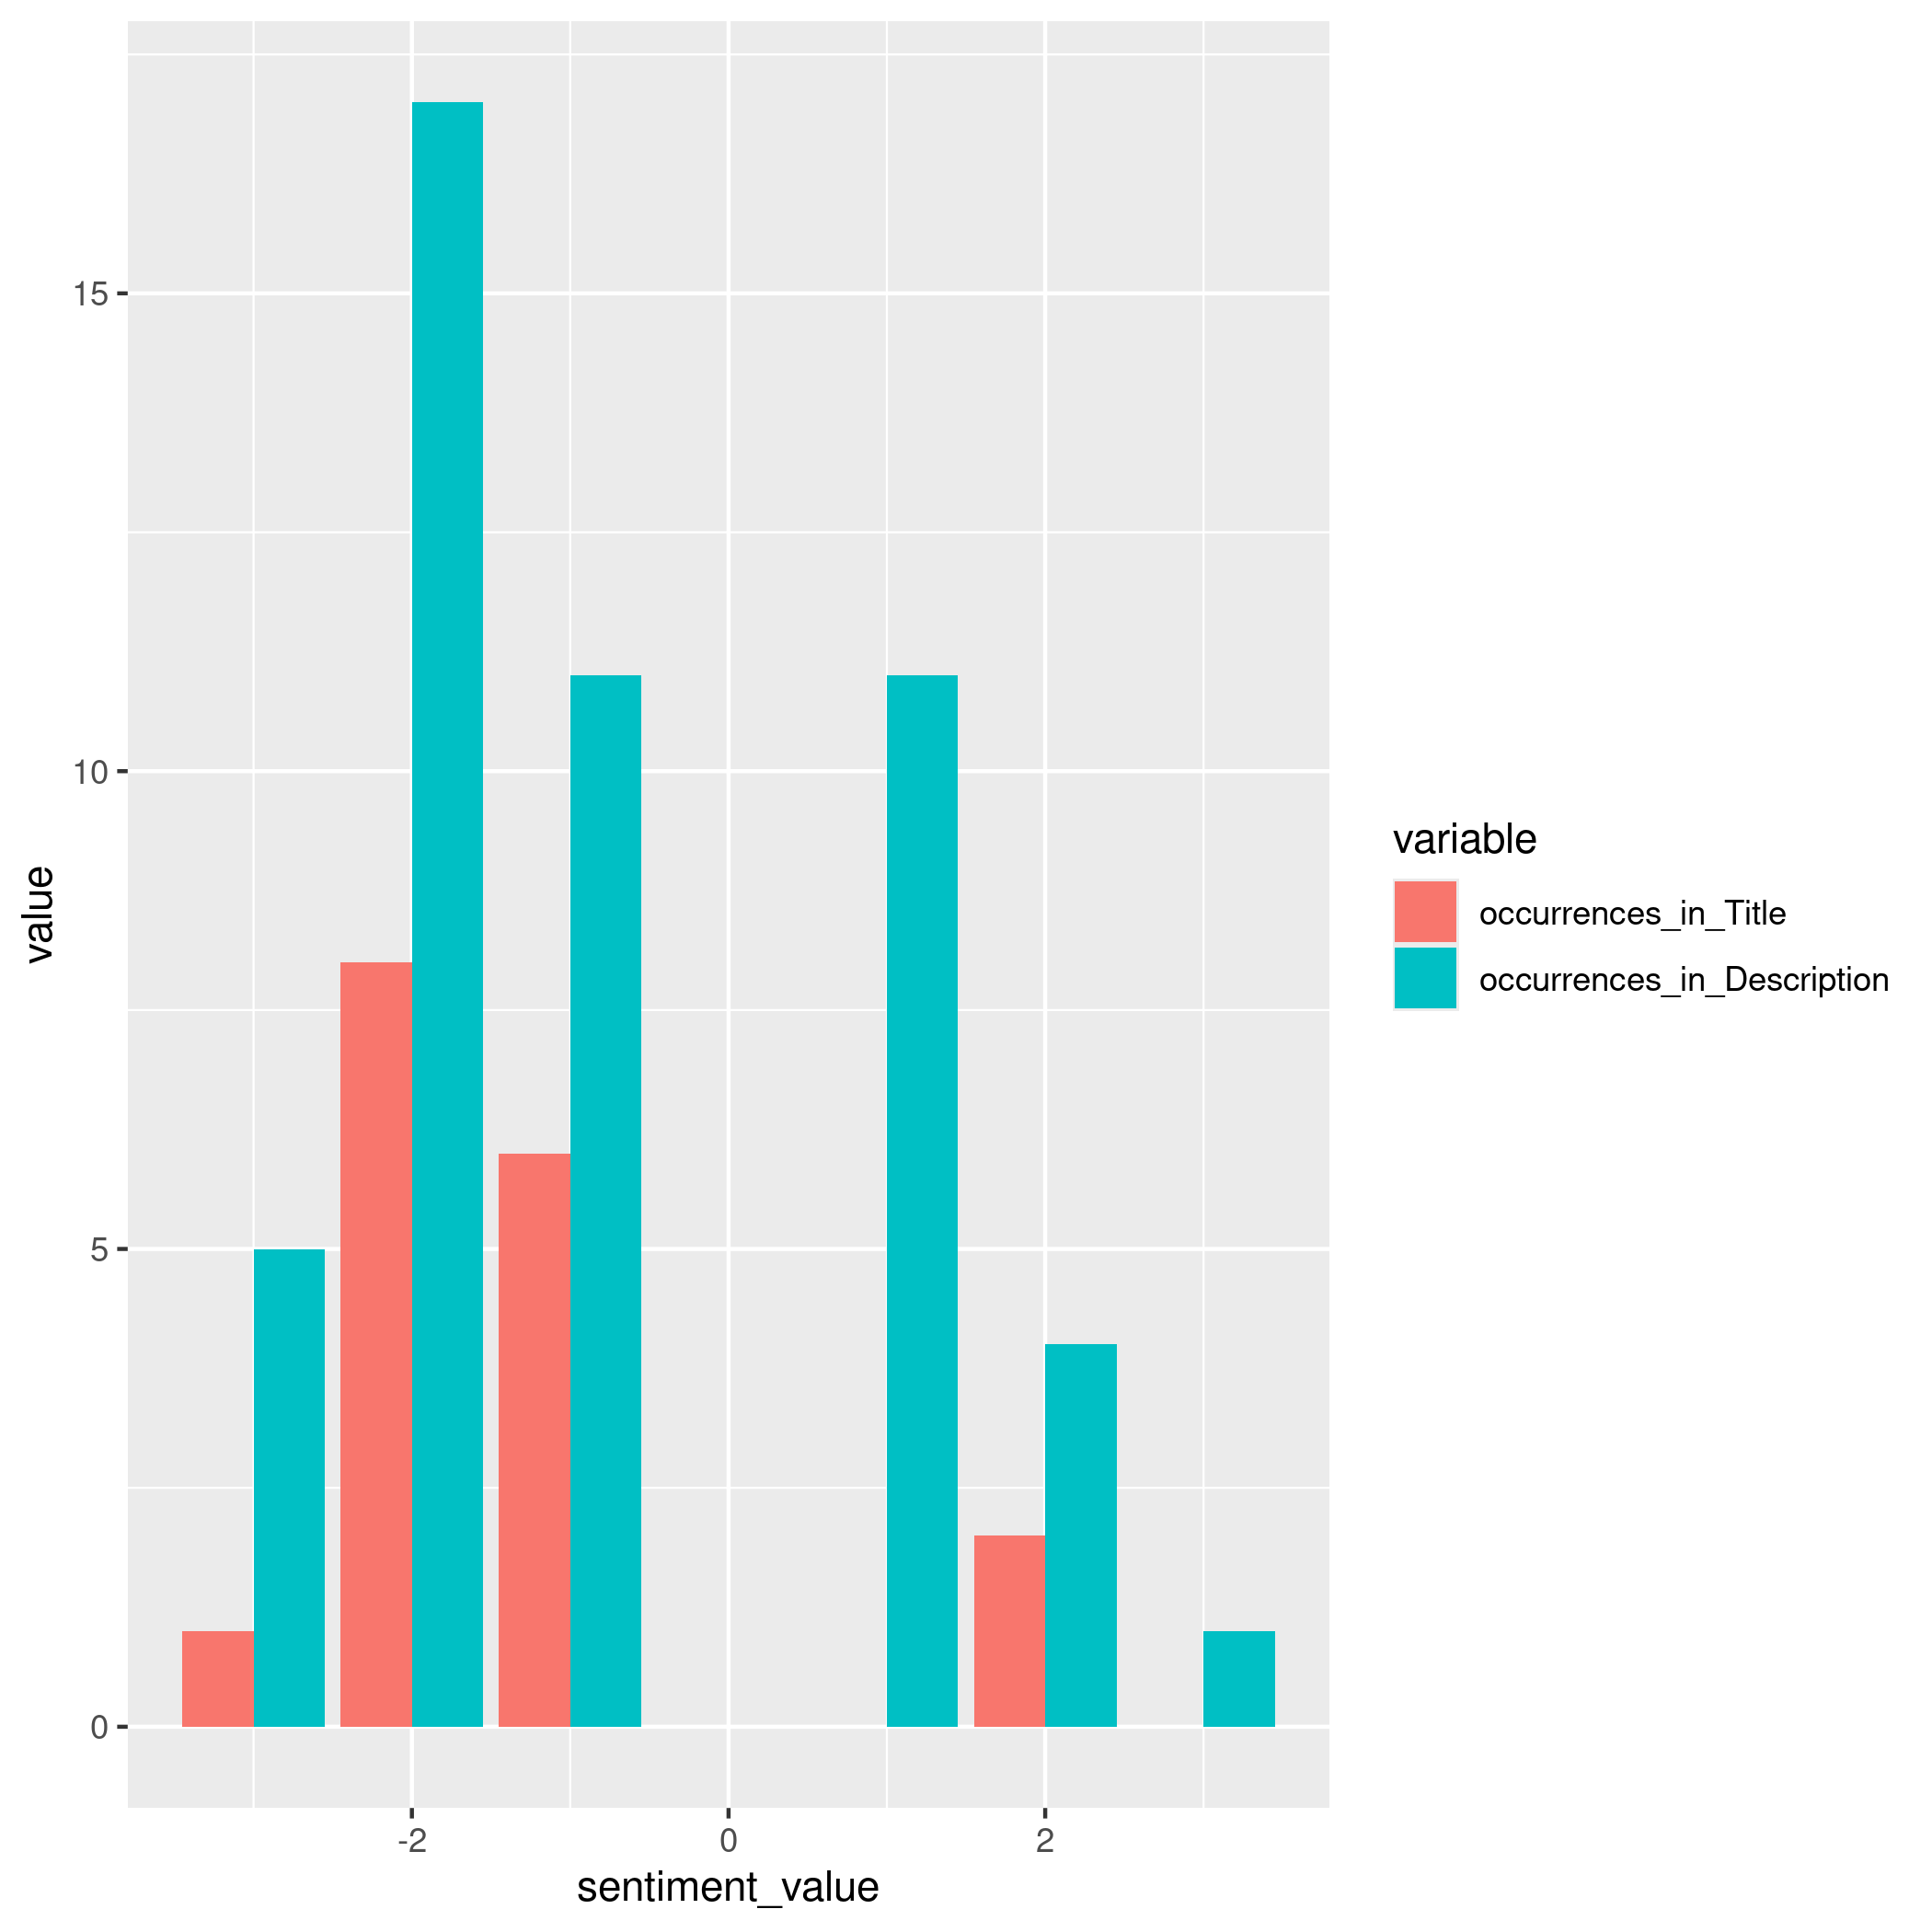 15
10
5
0
value
-2
0
2
sentiment_value
variable
occurrences_in_Title
occurrences_in_Description